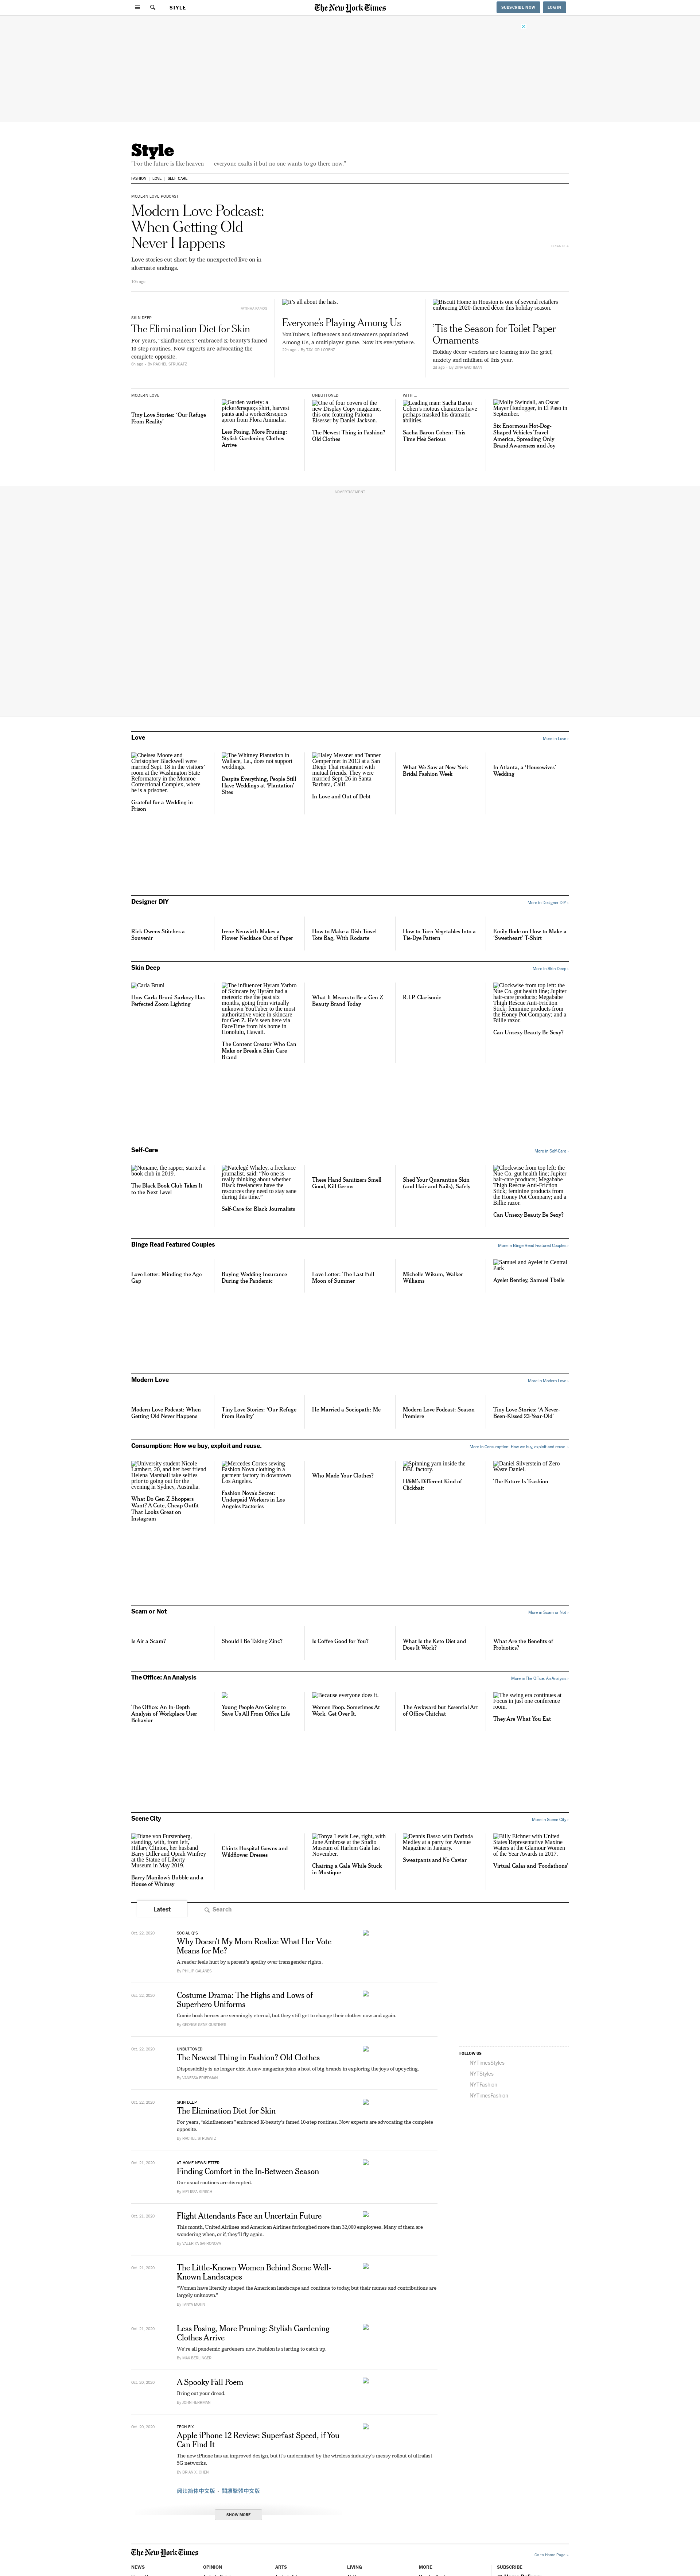 STYLE
The New York Times
SUBSCRIBE NOW
LOG IN
Style
"For the future is like heaven — everyone exalts it but no one wants to go there now."
FASHION
LOVE
SELF-CARE
MODERN LOVE PODCAST
Modern Love Podcast:
When Getting Old
Never Happens
Love stories cut short by the unexpected live on in
alternate endings.
SKIN DEEP
The Elimination Diet for Skin
For years, "skinfluencers" embraced K-beauty's famed
10-step routines. Now experts are advocating the
complete opposite.
By RACHEL STRUGATZ
It's all about the hats.
Everyone's Playing Among Us
YouTubers, influencers and streamers popularized
Among Us, a multiplayer game. Now it's everywhere.
By TAYLOR LORENZ
Biscuit Home in Houston is one of several retailers
embracing 2020-themed décor this holiday season.
'Tis the Season for Toilet Paper
Ornaments
Holiday décor vendors are leaning into the grief,
anxiety and nihilism of this year.
MODERN LOVE
Tiny Love Stories: 'Our Refuge
From Reality'
Garden variety: a
picker&rsquo;s shirt, harvest
pants and a worker&rsquo;s
apron from Flora Animalia.
Less Posing, More Pruning:
Stylish Gardening Clothes
Arrive
UNBUTTONED
One of four covers of the
new Display Copy magazine,
this one featuring Paloma
Elsesser by Daniel Jackson.
The Newest Thing in Fashion?
Old Clothes
WITH ...
Leading man: Sacha Baron
Cohen's riotous characters have
perhaps masked his dramatic
abilities.
Sacha Baron Cohen: This
Time He's Serious
Molly Swindall, an Oscar
Mayer Hotdogger, in El Paso in
September.
Six Enormous Hot-Dog-
Shaped Vehicles Travel
America, Spreading Only
Brand Awareness and Joy
ADVERTISEMENT
Love
More in Love ›
Chelsea Moore and
Christopher Blackwell were
married Sept. 18 in the visitors'
room at the Washington State
Reformatory in the Monroe
Correctional Complex, where
he is a prisoner.
Grateful for a Wedding in
Prison
The Whitney Plantation in
Wallace, La., does not support
weddings.
Despite Everything, People Still
Have Weddings at 'Plantation'
Sites
Haley Messner and Tanner
Cemper met in 2013 at a San
Diego Thai restaurant with
mutual friends. They were
married Sept. 26 in Santa
Barbara, Calif.
In Love and Out of Debt
What We Saw at New York
Bridal Fashion Week
In Atlanta, a 'Housewives'
Wedding
Designer DIY
More in Designer DIY ›
Rick Owens Stitches a
Souvenir
Irene Neuwirth Makes a
Flower Necklace Out of Paper
How to Make a Dish Towel
Tote Bag, With Rodarte
How to Turn Vegetables Into a
Tie-Dye Pattern
Emily Bode on How to Make a
'Sweetheart' T-Shirt
Skin Deep
More in Skin Deep ›
Carla Bruni
How Carla Bruni-Sarkozy Has
Perfected Zoom Lighting
The influencer Hyram Yarbro
of Skincare by Hyram had a
meteoric rise the past six
months, going from virtually
unknown YouTuber to the most
authoritative voice in skincare
for Gen Z. He's seen here via
FaceTime from his home in
Honolulu, Hawaii.
The Content Creator Who Can
Make or Break a Skin Care
Brand
What It Means to Be a Gen Z
Beauty Brand Today
R.I.P. Clarisonic
Clockwise from top left: the
Nue Co. gut health line; Jupiter
hair-care products; Megababe
Thigh Rescue Anti-Friction
Stick; feminine products from
the Honey Pot Company; and a
Billie razor.
Can Unsexy Beauty Be Sexy?
Self-Care
More in Self-Care ›
Noname, the rapper, started a
book club in 2019.
The Black Book Club Takes It
to the Next Level
Natelegé Whaley, a freelance
journalist, said: "No one is
really thinking about whether
Black freelancers have the
resources they need to stay sane
during this time."
Self-Care for Black Journalists
These Hand Sanitizers Smell
Good, Kill Germs
Shed Your Quarantine Skin
(and Hair and Nails), Safely
Clockwise from top left: the
Nue Co. gut health line; Jupiter
hair-care products; Megababe
Thigh Rescue Anti-Friction
Stick; feminine products from
the Honey Pot Company; and a
Billie razor.
Can Unsexy Beauty Be Sexy?
Binge Read Featured Couples
More in Binge Read Featured Couples ›
Love Letter: Minding the Age
Gap
Buying Wedding Insurance
During the Pandemic
Love Letter: The Last Full
Moon of Summer
Michelle Wikum, Walker
Williams
Samuel and Ayelet in Central
Park
Ayelet Bentley, Samuel Theile
Modern Love
More in Modern Love ›
Modern Love Podcast: When
Getting Old Never Happens
Tiny Love Stories: 'Our Refuge
From Reality'
He Married a Sociopath: Me
Modern Love Podcast: Season
Premiere
Tiny Love Stories: 'A Never-
Been-Kissed 23-Year-Old'
Consumption: How we buy, exploit and reuse.
More in Consumption: How we buy, exploit and reuse. ›
University student Nicole
Lambert, 20, and her best friend
Helena Marshall take selfies
prior to going out for the
evening in Sydney, Australia.
What Do Gen Z Shoppers
Want? A Cute, Cheap Outfit
That Looks Great on
Instagram
Mercedes Cortes sewing
Fashion Nova clothing in a
garment factory in downtown
Los Angeles.
Fashion Nova's Secret:
Underpaid Workers in Los
Angeles Factories
Who Made Your Clothes?
Spinning yarn inside the
DBL factory.
H&M's Different Kind of
Clickbait
Daniel Silverstein of Zero
Waste Daniel.
The Future Is Trashion
Scam or Not
More in Scam or Not ›
Is Air a Scam?
Should I Be Taking Zinc?
Is Coffee Good for You?
What Is the Keto Diet and
Does It Work?
What Are the Benefits of
Probiotics?
The Office: An Analysis
More in The Office: An Analysis ›
The Office: An In-Depth
Analysis of Workplace User
Behavior
Young People Are Going to
Save Us All From Office Life
Because everyone does it.
Women Poop. Sometimes At
Work. Get Over It.
The Awkward but Essential Art
of Office Chitchat
The swing era continues at
Focus in just one conference
room.
They Are What You Eat
Scene City
More in Scene City ›
Diane von Furstenberg,
standing, with, from left,
Hillary Clinton, her husband
Barry Diller and Oprah Winfrey
at the Statue of Liberty
Museum in May 2019.
Barry Manilow's Bubble and a
House of Whimsy
Chintz Hospital Gowns and
Wildflower Dresses
Tonya Lewis Lee, right, with
June Ambrose at the Studio
Museum of Harlem Gala last
November.
Chairing a Gala While Stuck
in Mustique
Dennis Basso with Dorinda
Medley at a party for Avenue
Magazine in January.
Sweatpants and No Caviar
Billy Eichner with United
States Representative Maxine
Waters at the Glamour Women
of the Year Awards in 2017.
Virtual Galas and 'Foodathons'
Latest
Search
Oct. 22, 2020
SOCIAL Q'S
Why Doesn't My Mom Realize What Her Vote
Means for Me?
A reader feels hurt by a parent's apathy over transgender rights.
By PHILIP GALANES
Oct. 22, 2020
Costume Drama: The Highs and Lows of
Superhero Uniforms
Comic book heroes are seemingly eternal, but they still get to change their clothes now and again.
By GEORGE GENE GUSTINES
Oct. 22, 2020
UNBUTTONED
The Newest Thing in Fashion? Old Clothes
Disposability is no longer chic. A new magazine joins a host of big brands in exploring the joys of upcycling.
By VANESSA FRIEDMAN
Oct. 22, 2020
SKIN DEEP
The Elimination Diet for Skin
For years, "skinfluencers" embraced K-beauty's famed 10-step routines. Now experts are advocating the complete
opposite.
By RACHEL STRUGATZ
Oct. 21, 2020
AT HOME NEWSLETTER
Finding Comfort in the In-Between Season
Our usual routines are disrupted.
By MELISSA KIRSCH
Oct. 21, 2020
Flight Attendants Face an Uncertain Future
This month, United Airlines and American Airlines furloughed more than 32,000 employees. Many of them are
wondering when, or if, they'll fly again.
By VALERIYA SAFRONOVA
Oct. 21, 2020
The Little-Known Women Behind Some Well-
Known Landscapes
"Women have literally shaped the American landscape and continue to today, but their names and contributions are
largely unknown."
Oct. 21, 2020
Less Posing, More Pruning: Stylish Gardening
Clothes Arrive
We're all pandemic gardeners now. Fashion is starting to catch up.
By MAX BERLINGER
Oct. 20, 2020
A Spooky Fall Poem
Bring out your dread.
By JOHN HERRMAN
Oct. 20, 2020
TECH FIX
Apple iPhone 12 Review: Superfast Speed, if You
Can Find It
The new iPhone has an improved design, but it's undermined by the wireless industry's messy rollout of ultrafast
5G networks.
By BRIAN X. CHEN
阅读简体中文版 · 閱讀繁體中文版
SHOW MORE
FOLLOW US
NYTimesStyles
NYTStyles
NYTFashion
NYTimesFashion
The New York Times
Go to Home Page »
NEWS
OPINION
ARTS
LIVING
MORE
SUBSCRIBE